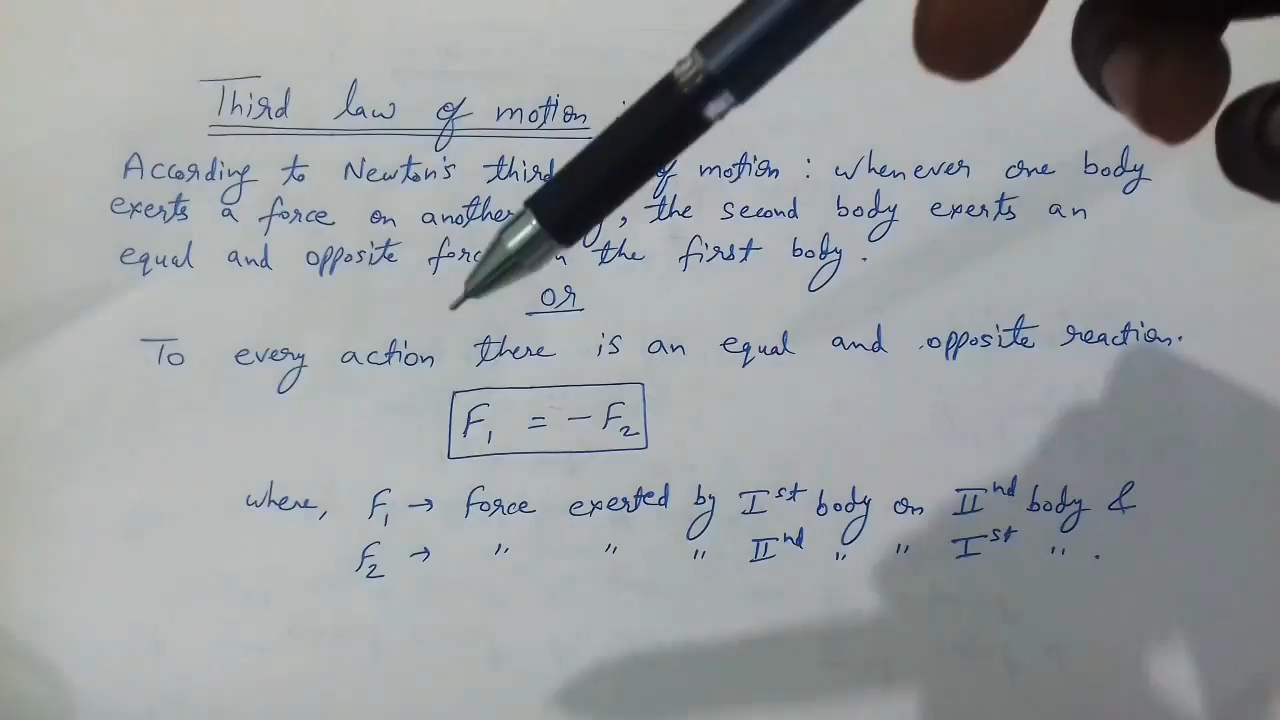 Third law of motion :
According to Newton's third of motion : whenever one body
exerts a force on another , the second body exerts an
equal and opposite the first body .
or
To every action there is an equal and opposite reaction.
F₁ = - F₂
where, F₁ → force exerted by Iˢᵗ body on IIⁿᵈ body &
F₂ → " " " IIⁿᵈ " " Iˢᵗ " .